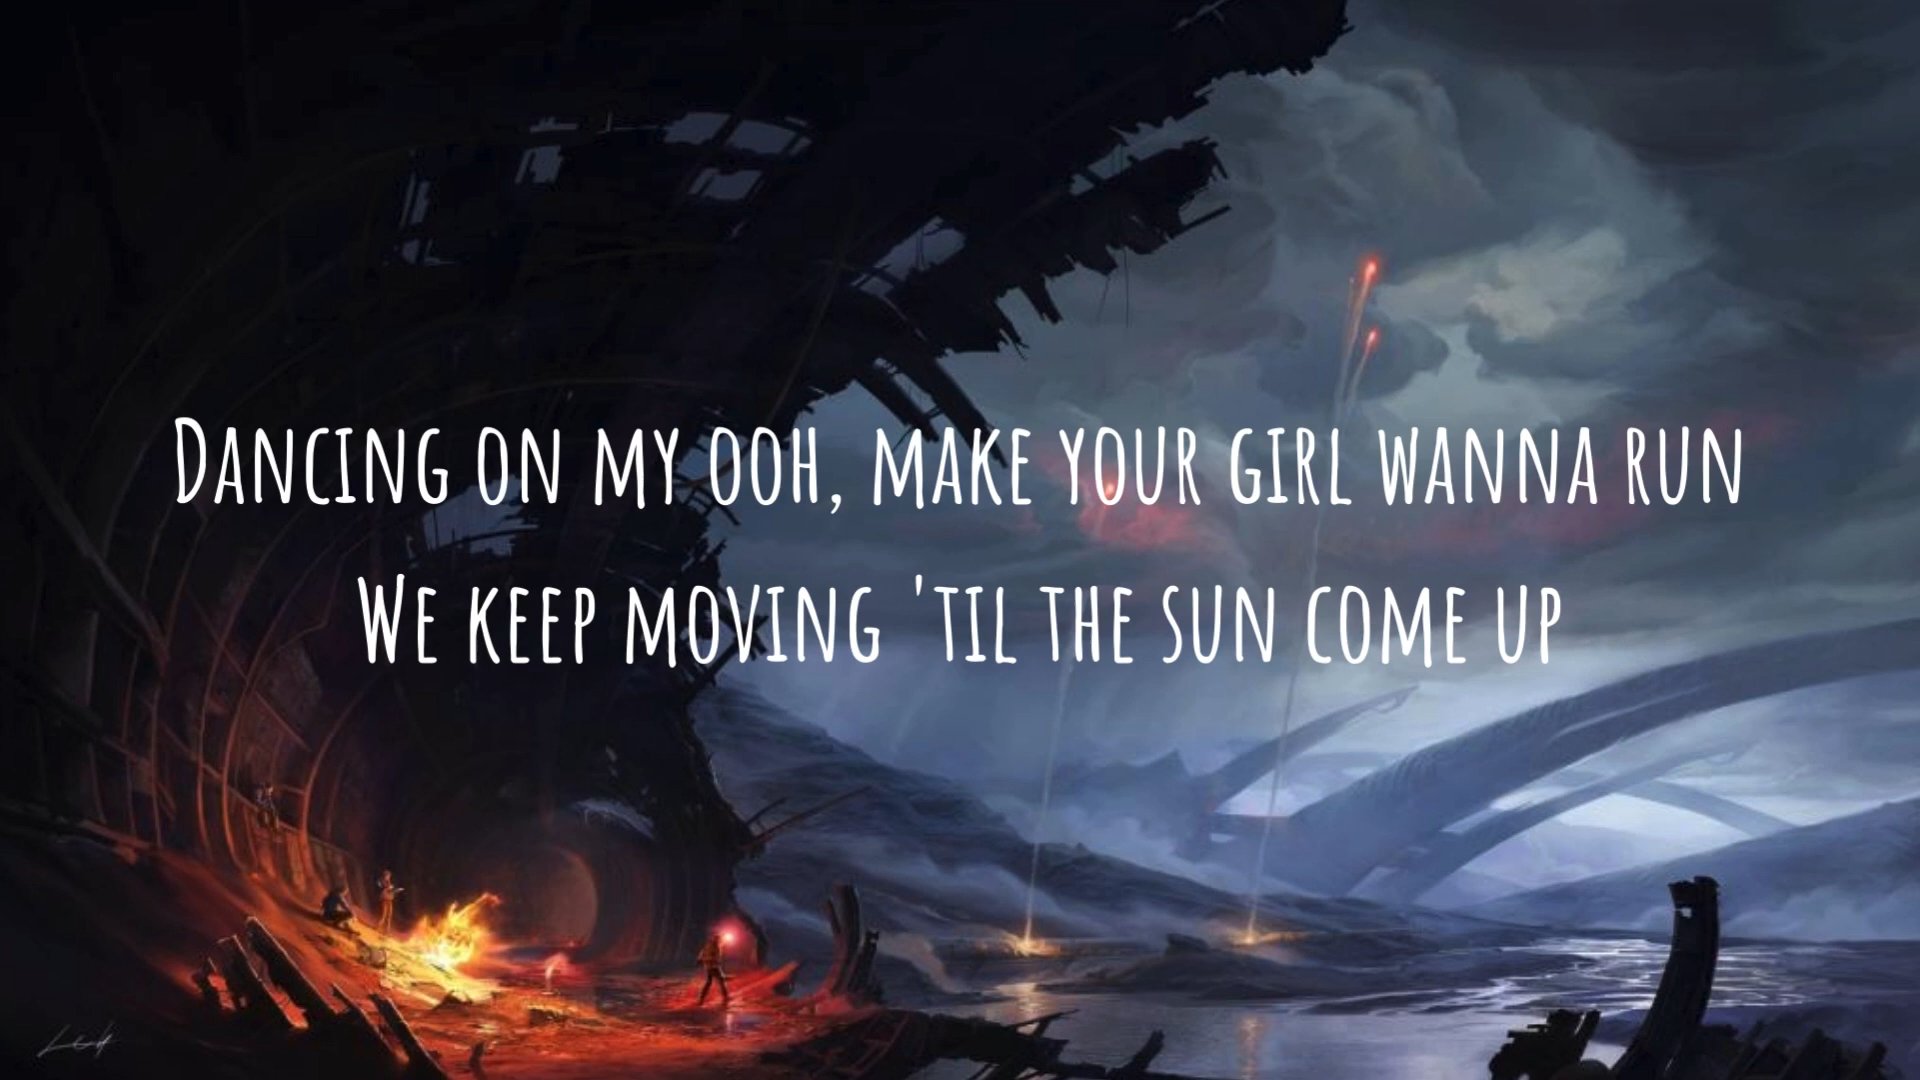 Dancing on my ooh, make your girl wanna run
We keep moving 'til the sun come up